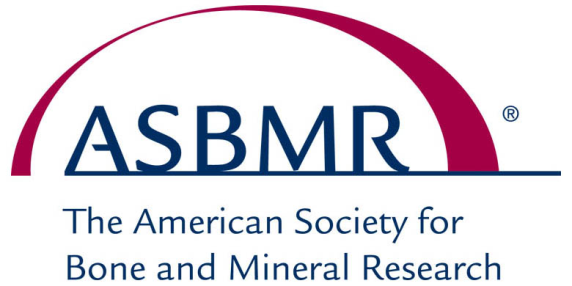 ASBMR ®
The American Society for
Bone and Mineral Research